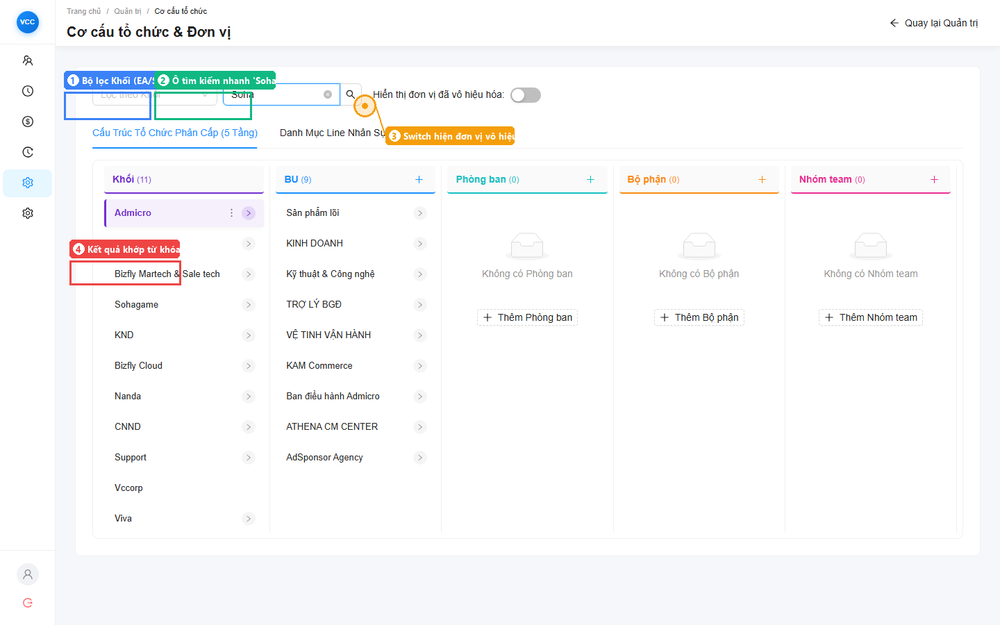 VCC
Trang chủ / Quản trị / Cơ cấu tổ chức
Cơ cấu tổ chức & Đơn vị
Quay lại Quản trị
1 Bộ lọc Khối (EA/S
2 Ô tìm kiếm nhanh 'Soha
Lọc theo Khối
Soha
Hiển thị đơn vị đã vô hiệu hóa:
Cấu Trúc Tổ Chức Phân Cấp (5 Tầng)
Danh Mục Line Nhân Sự
3 Switch hiện đơn vị vô hiệu
Khối (11)
BU (9)
Phòng ban (0)
Bộ phận (0)
Nhóm team (0)
Admicro
4 Kết quả khớp từ khóa
Bizfly Martech & Sale tech
Sohagame
KND
Bizfly Cloud
Nanda
CNND
Support
Vccorp
Viva
Sản phẩm lõi
KINH DOANH
Kỹ thuật & Công nghệ
TRỢ LÝ BGĐ
VỆ TINH VẬN HÀNH
KAM Commerce
Ban điều hành Admicro
ATHENA CM CENTER
AdSponsor Agency
Không có Phòng ban
Thêm Phòng ban
Không có Bộ phận
Thêm Bộ phận
Không có Nhóm team
Thêm Nhóm team